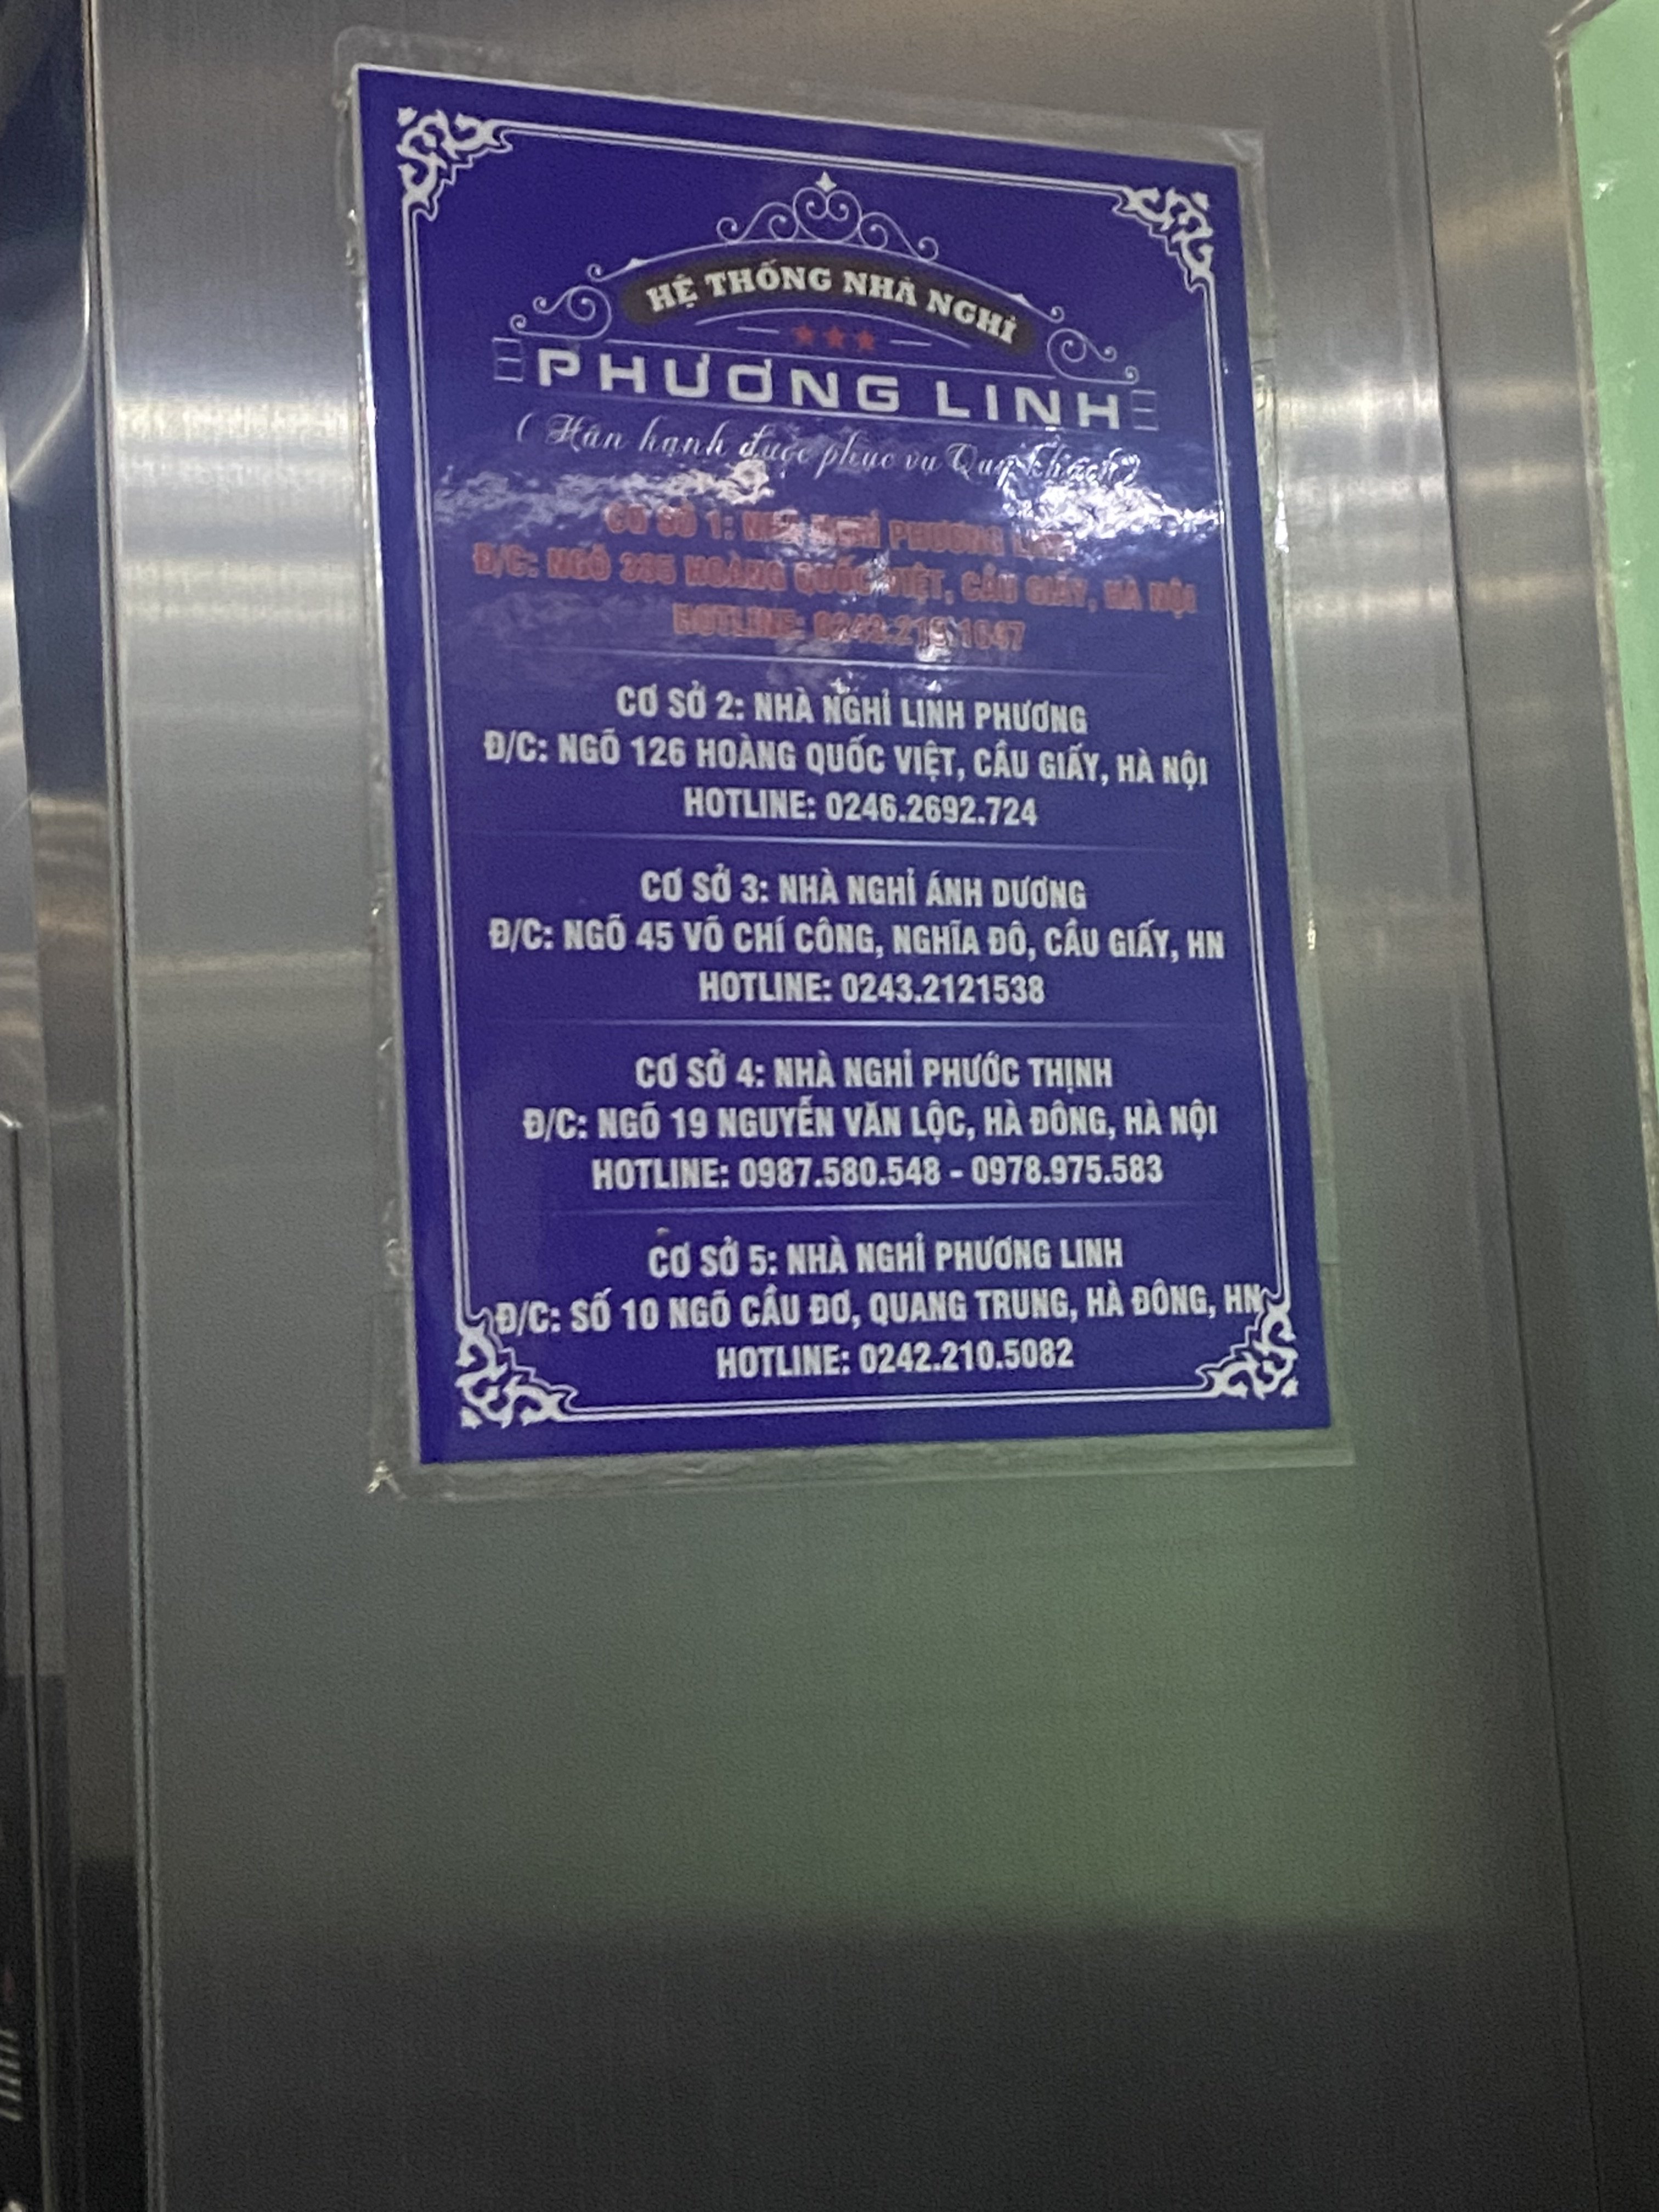 HỆ THỐNG NHÀ NGHỈ
PHƯƠNG LINH
( Hân hạnh được phục vụ Quý khách )
CƠ SỞ 1: NHÀ NGHỈ PHƯƠNG LINH
Đ/C: NGÕ 385 HOÀNG QUỐC VIỆT, CẦU GIẤY, HÀ NỘI
HOTLINE:
CƠ SỞ 2: NHÀ NGHỈ LINH PHƯƠNG
Đ/C: NGÕ 126 HOÀNG QUỐC VIỆT, CẦU GIẤY, HÀ NỘI
HOTLINE: 0246.2692.724
CƠ SỞ 3: NHÀ NGHỈ ÁNH DƯƠNG
Đ/C: NGÕ 45 VÕ CHÍ CÔNG, NGHĨA ĐÔ, CẦU GIẤY, HN
HOTLINE: 0243.2121538
CƠ SỞ 4: NHÀ NGHỈ PHƯỚC THỊNH
Đ/C: NGÕ 19 NGUYỄN VĂN LỘC, HÀ ĐÔNG, HÀ NỘI
HOTLINE: 0987.580.548 - 0978.975.583
CƠ SỞ 5: NHÀ NGHỈ PHƯƠNG LINH
Đ/C: SỐ 10 NGÕ CẦU ĐƠ, QUANG TRUNG, HÀ ĐÔNG, HN
HOTLINE: 0242.210.5082